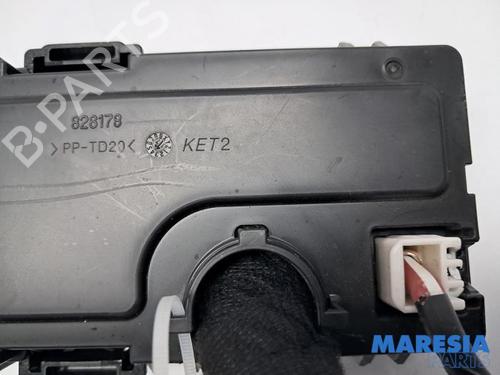 B-PARTS
828178
>PP-TD20< KET2
MARESIA
PARTS